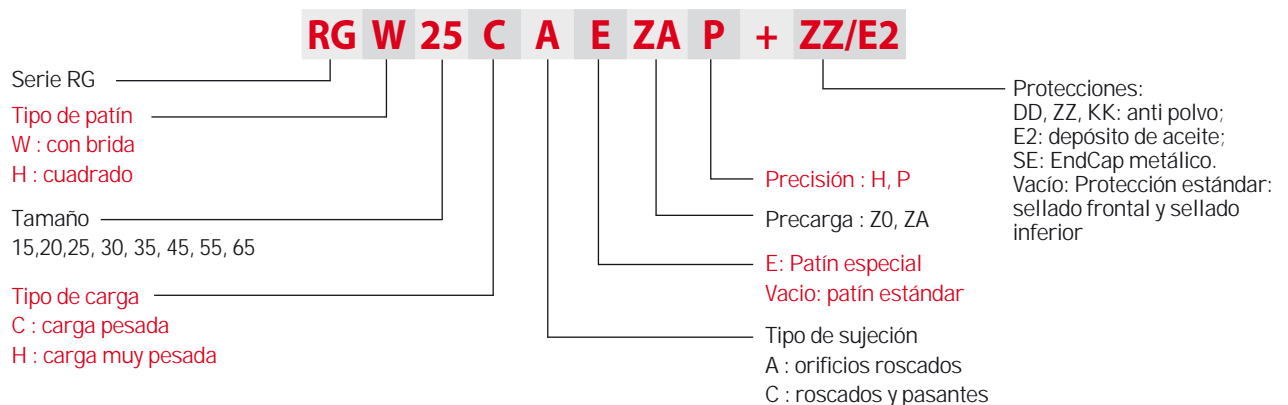 RG W 25 C A E ZA P + ZZ/E2
Serie RG
Tipo de patín
W : con brida
H : cuadrado
Tamaño
15,20,25, 30, 35, 45, 55, 65
Tipo de carga
C : carga pesada
H : carga muy pesada
Protecciones:
DD, ZZ, KK: anti polvo;
E2: depósito de aceite;
SE: EndCap metálico.
Vacío: Protección estándar:
sellado frontal y sellado
inferior
Precisión : H, P
Precarga : Z0, ZA
E: Patín especial
Vacio: patín estándar
Tipo de sujeción
A : orificios roscados
C : roscados y pasantes